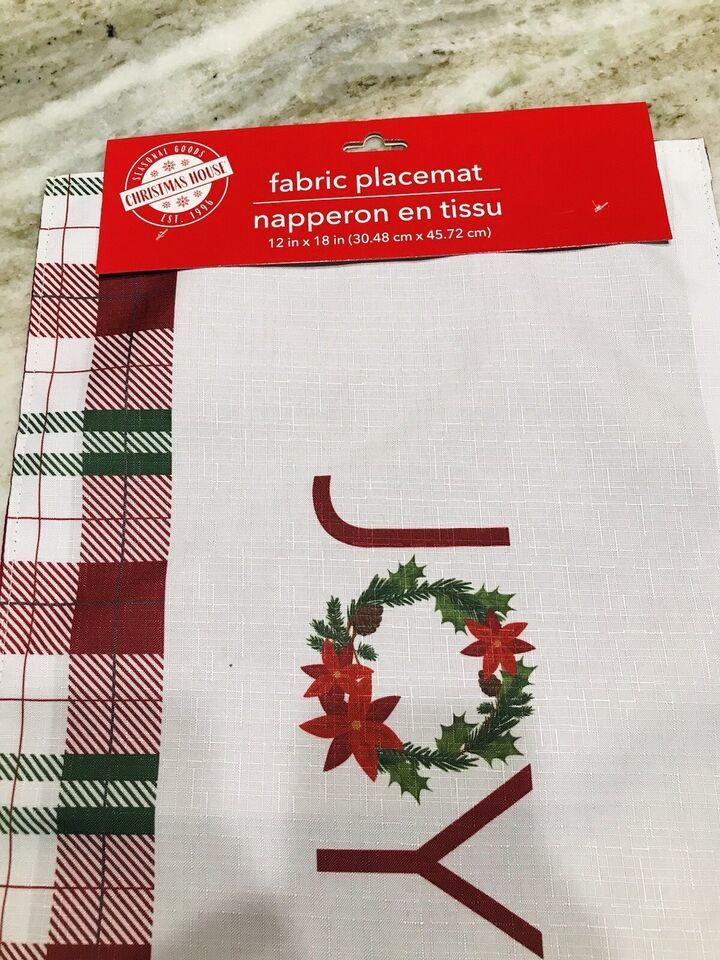 SEASONAL GOODS
CHRISTMAS HOUSE
EST. 1996
fabric placemat
napperon en tissu
12 in x 18 in (30.48 cm x 45.72 cm)
JOY